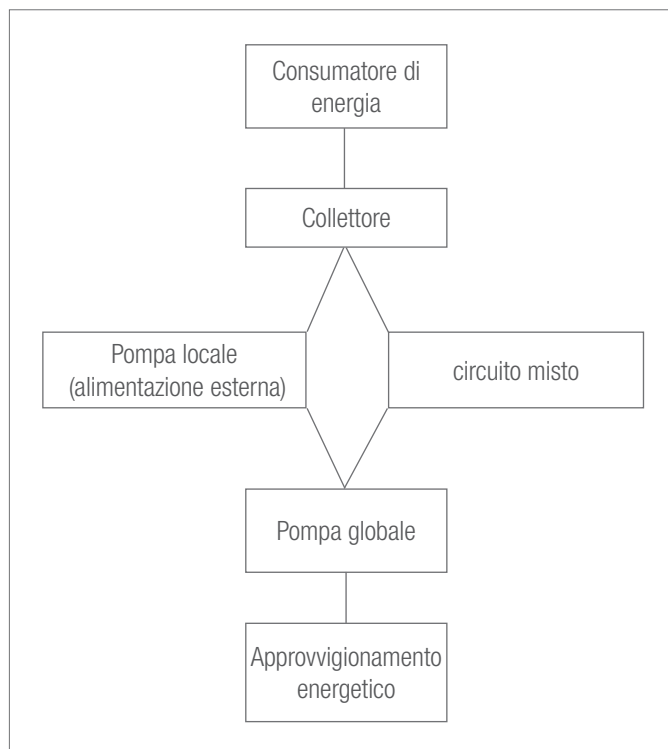 Consumatore di
energia
Collettore
Pompa locale
(alimentazione esterna)
circuito misto
Pompa globale
Approvvigionamento
energetico